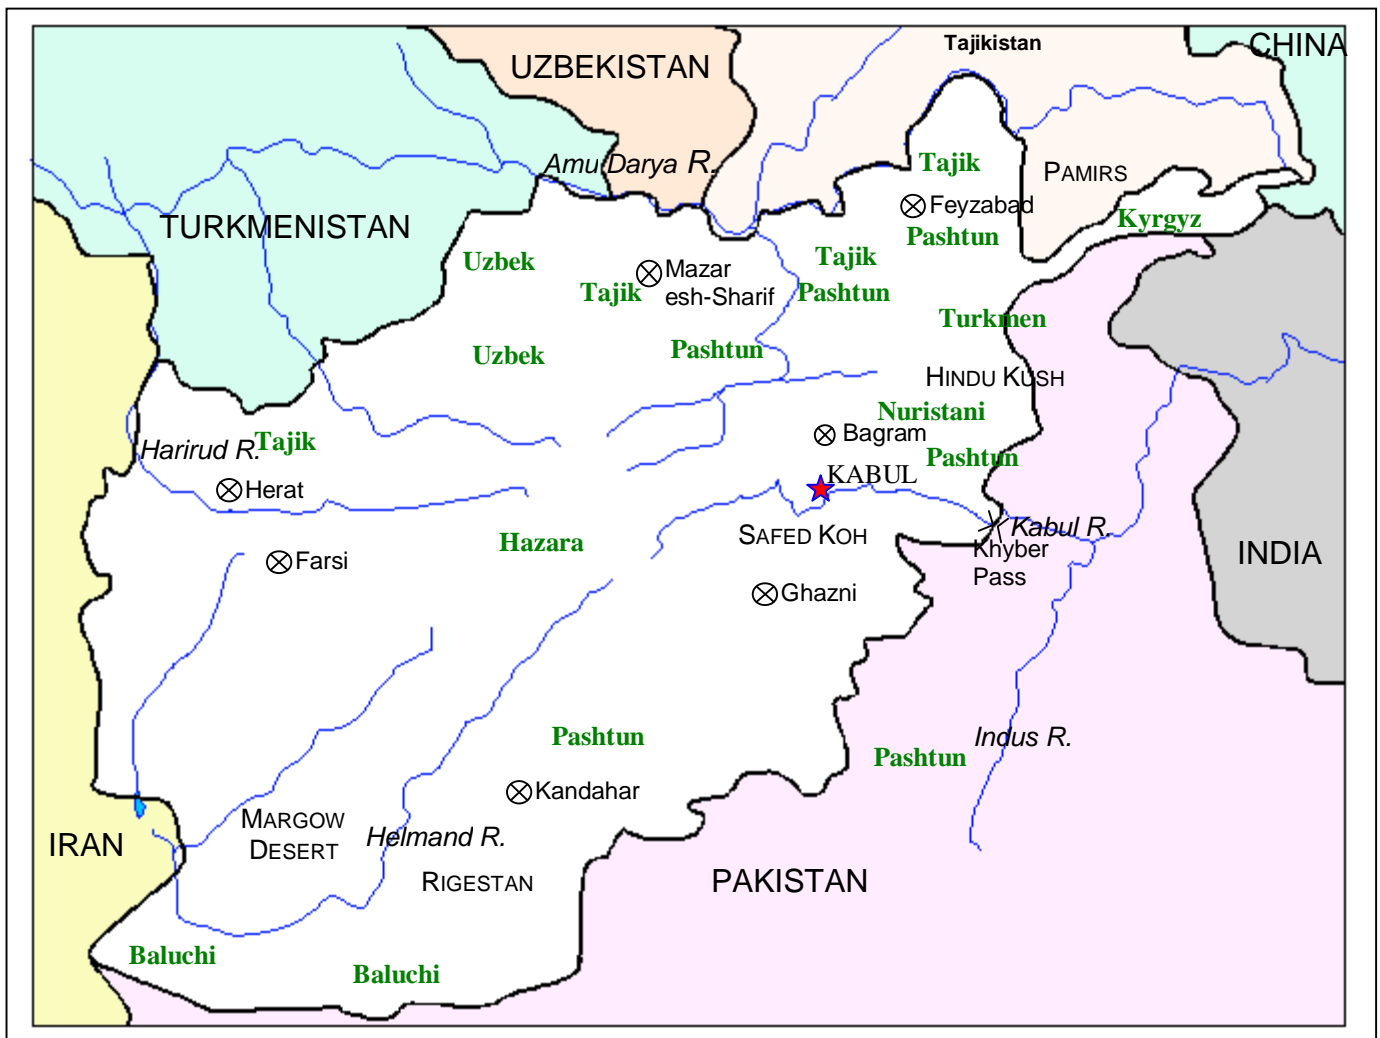 Tajikistan
CHINA
UZBEKISTAN
Amu Darya R.
Tajik
PAMIRS
Feyzabad
Kyrgyz
TURKMENISTAN
Pashtun
Uzbek
Tajik
Mazar
esh-Sharif
Tajik
Pashtun
Turkmen
Uzbek
Pashtun
HINDU KUSH
Nuristani
Bagram
Harirud R.
Tajik
Pashtun
KABUL
Herat
Kabul R.
SAFED KOH
Khyber
Pass
Hazara
INDIA
Farsi
Ghazni
Pashtun
Indus R.
Pashtun
Kandahar
MARGOW
DESERT
Helmand R.
IRAN
RIGESTAN
PAKISTAN
Baluchi
Baluchi